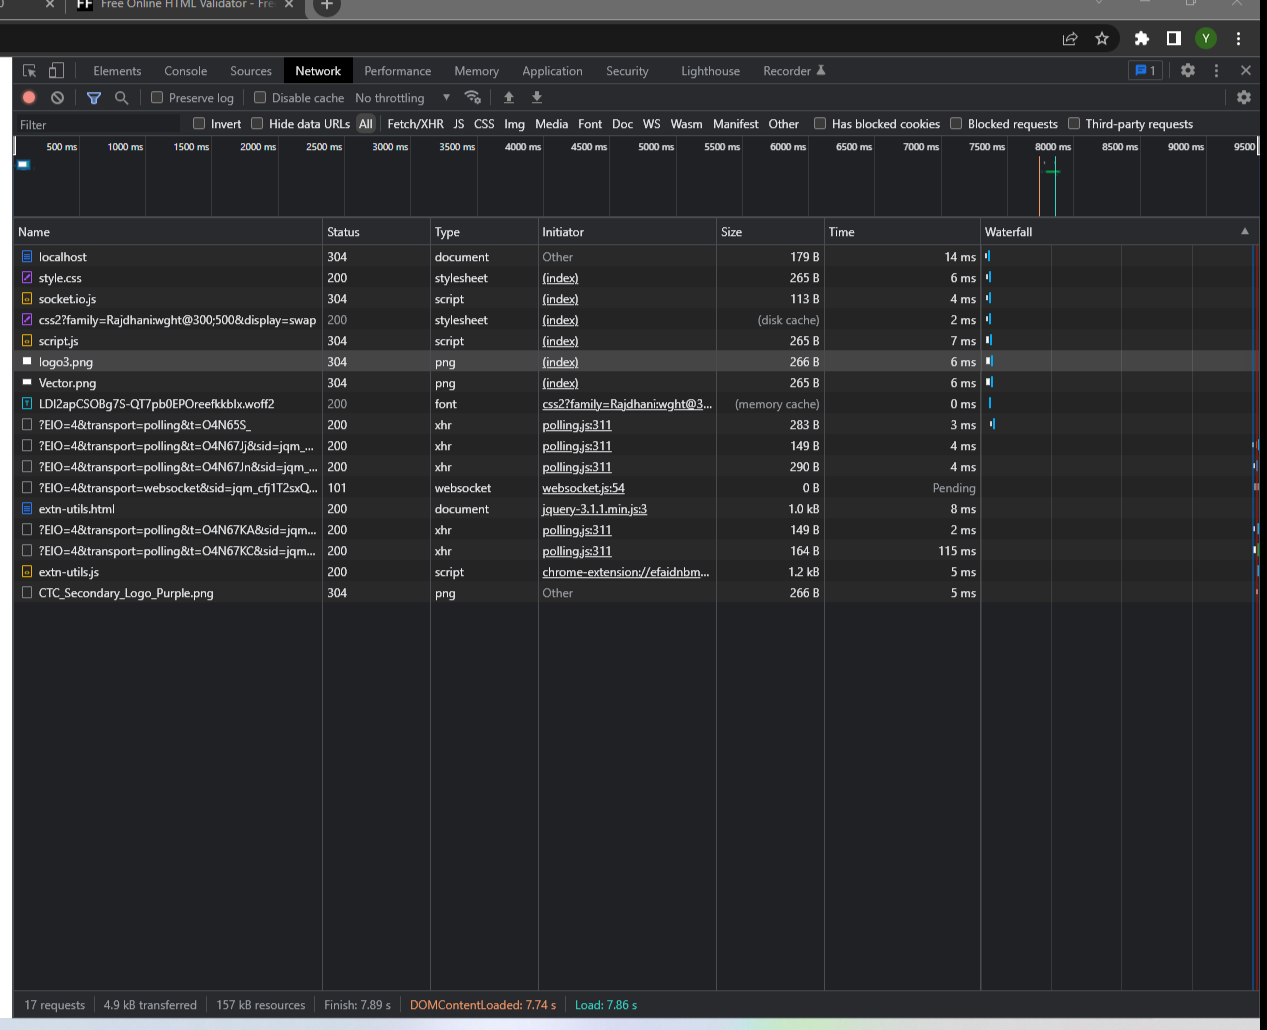 Free Online HTML Validator - Fre
Y
Elements Console Sources Network Performance Memory Application Security Lighthouse Recorder 1
Preserve log Disable cache No throttling
Filter Invert Hide data URLs All Fetch/XHR JS CSS Img Media Font Doc WS Wasm Manifest Other Has blocked cookies Blocked requests Third-party requests
500 ms 1000 ms 1500 ms 2000 ms 2500 ms 3000 ms 3500 ms 4000 ms 4500 ms 5000 ms 5500 ms 6000 ms 6500 ms 7000 ms 7500 ms 8000 ms 8500 ms 9000 ms 9500
Name Status Type Initiator Size Time Waterfall
localhost 304 document Other 179 B 14 ms
style.css 200 stylesheet (index) 265 B 6 ms
socket.io.js 304 script (index) 113 B 4 ms
css2?family=Rajdhani:wght@300;500&display=swap 200 stylesheet (index) (disk cache) 2 ms
script.js 304 script (index) 265 B 7 ms
logo3.png 304 png (index) 266 B 6 ms
Vector.png 304 png (index) 265 B 6 ms
LDI2apCSOBg7S-QT7pb0EPOreefkkbIx.woff2 200 font css2?family=Rajdhani:wght@3... (memory cache) 0 ms
?EIO=4&transport=polling&t=O4N65S_ 200 xhr polling.js:311 283 B 3 ms
?EIO=4&transport=polling&t=O4N67Jj&sid=jqm_... 200 xhr polling.js:311 149 B 4 ms
?EIO=4&transport=polling&t=O4N67Jn&sid=jqm_... 200 xhr polling.js:311 290 B 4 ms
?EIO=4&transport=websocket&sid=jqm_cfj1T2sxQ... 101 websocket websocket.js:54 0 B Pending
extn-utils.html 200 document jquery-3.1.1.min.js:3 1.0 kB 8 ms
?EIO=4&transport=polling&t=O4N67KA&sid=jqm... 200 xhr polling.js:311 149 B 2 ms
?EIO=4&transport=polling&t=O4N67KC&sid=jqm... 200 xhr polling.js:311 164 B 115 ms
extn-utils.js 200 script chrome-extension://efaidnbm... 1.2 kB 5 ms
CTC_Secondary_Logo_Purple.png 304 png Other 266 B 5 ms
17 requests 4.9 kB transferred 157 kB resources Finish: 7.89 s DOMContentLoaded: 7.74 s Load: 7.86 s